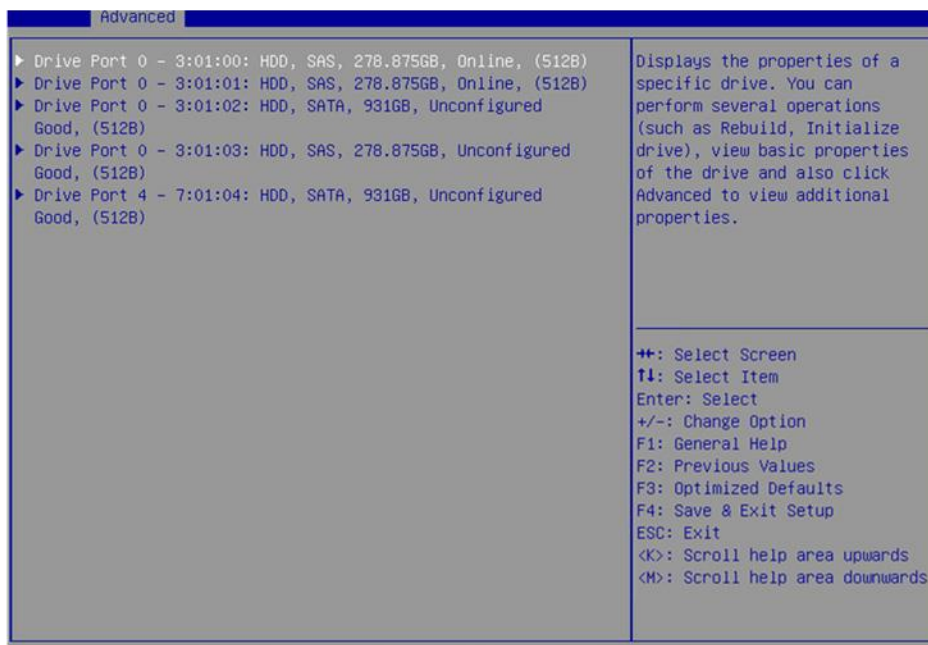 Advanced
▶ Drive Port 0 - 3:01:00: HDD, SAS, 278.875GB, Online, (512B)
▶ Drive Port 0 - 3:01:01: HDD, SAS, 278.875GB, Online, (512B)
▶ Drive Port 0 - 3:01:02: HDD, SATA, 931GB, Unconfigured
Good, (512B)
▶ Drive Port 0 - 3:01:03: HDD, SAS, 278.875GB, Unconfigured
Good, (512B)
▶ Drive Port 4 - 7:01:04: HDD, SATA, 931GB, Unconfigured
Good, (512B)
Displays the properties of a
specific drive. You can
perform several operations
(such as Rebuild, Initialize
drive), view basic properties
of the drive and also click
Advanced to view additional
properties.
→←: Select Screen
↑↓: Select Item
Enter: Select
+/-: Change Option
F1: General Help
F2: Previous Values
F3: Optimized Defaults
F4: Save & Exit Setup
ESC: Exit
<K>: Scroll help area upwards
<M>: Scroll help area downwards